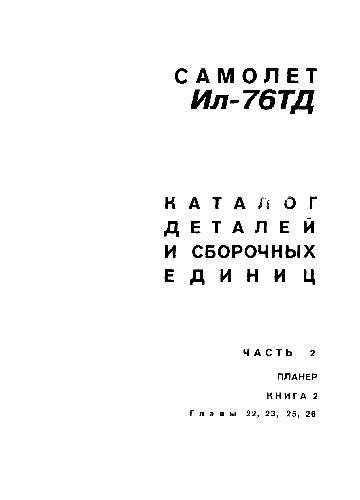 САМОЛЕТ
Ил-76ТД
КАТАЛОГ
ДЕТАЛЕЙ
И СБОРОЧНЫХ
ЕДИНИЦ
ЧАСТЬ 2
ПЛАНЕР
КНИГА 2
Главы 22, 23, 25, 26